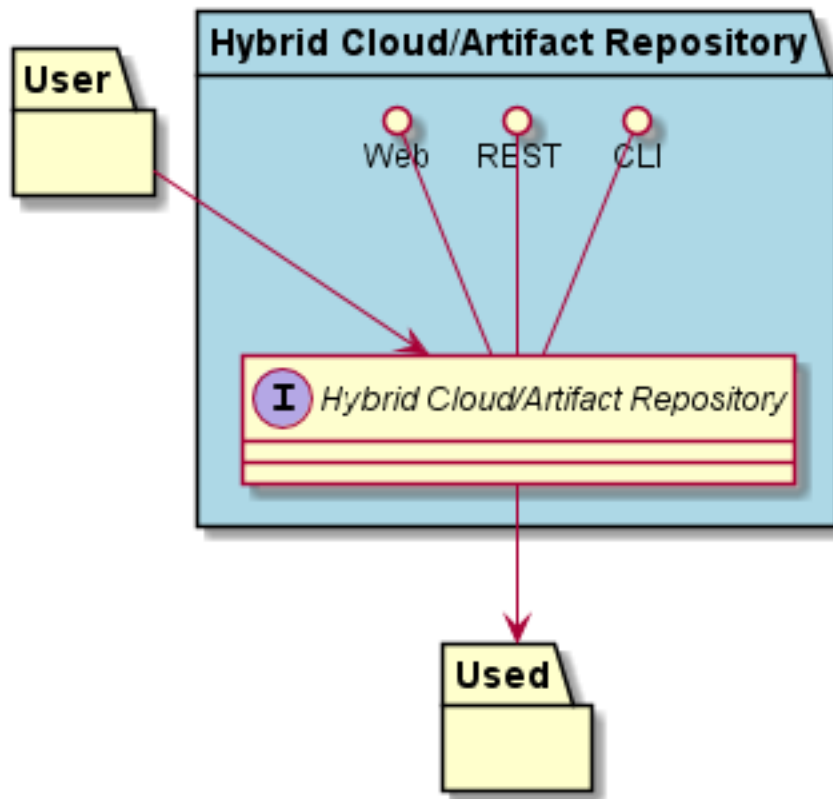 Hybrid Cloud/Artifact Repository
User
Web REST CLI
I Hybrid Cloud/Artifact Repository
Used